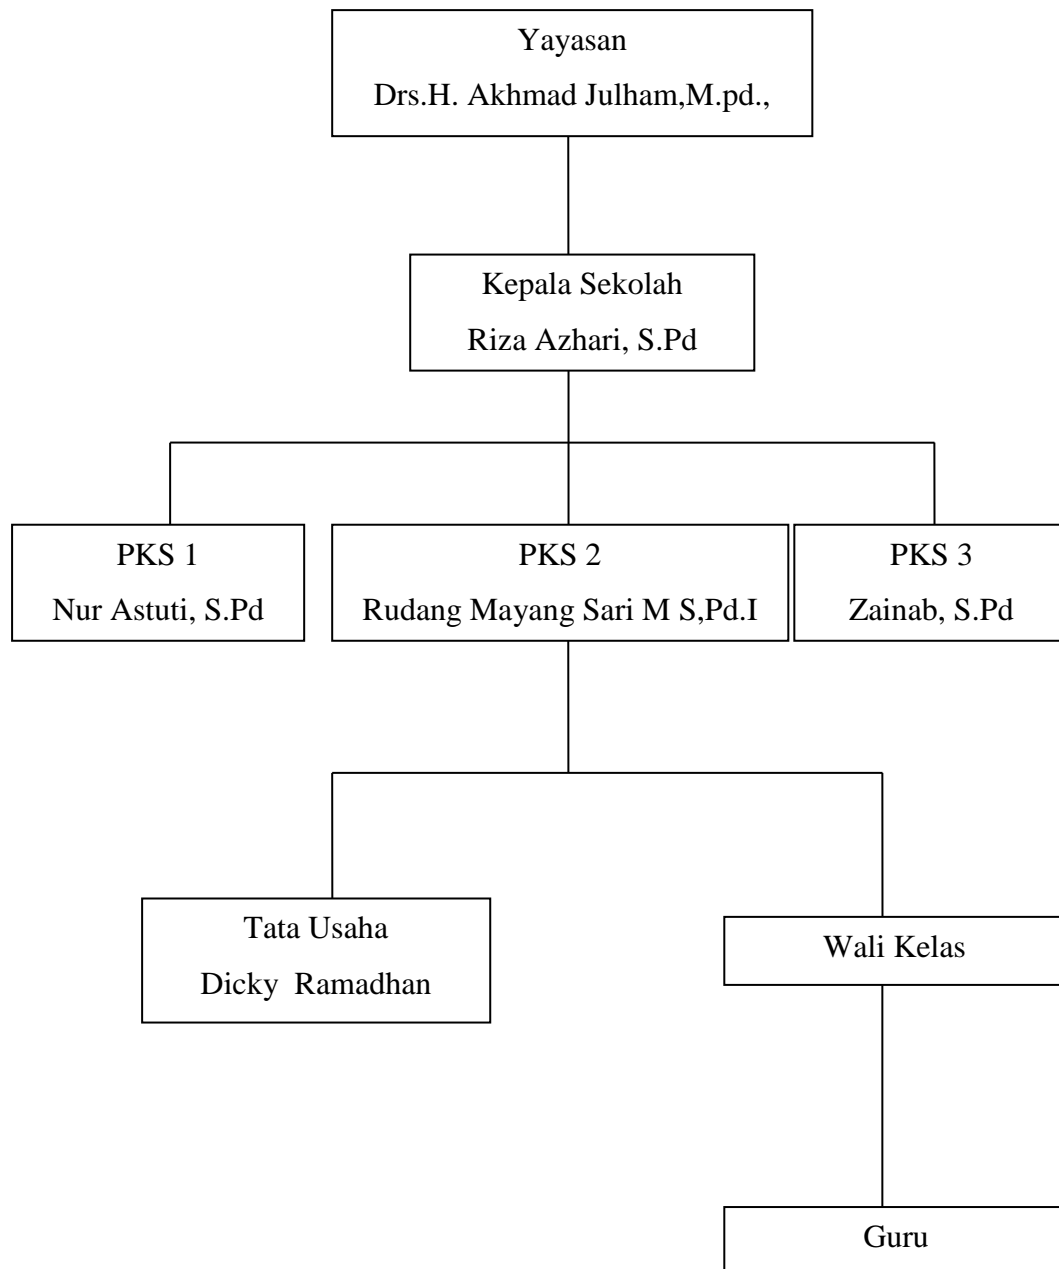 Yayasan
Drs.H. Akhmad Julham,M.pd.,
Kepala Sekolah
Riza Azhari, S.Pd
PKS 1
Nur Astuti, S.Pd
PKS 2
Rudang Mayang Sari M S,Pd.I
PKS 3
Zainab, S.Pd
Tata Usaha
Dicky  Ramadhan
Wali Kelas
Guru